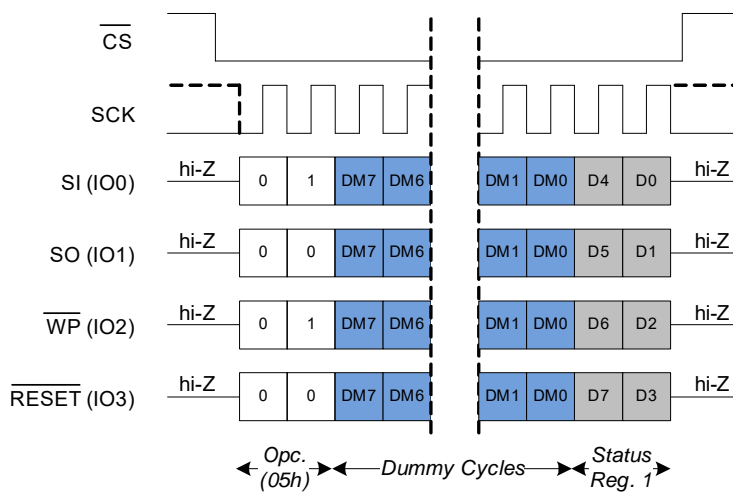 CS
SCK
hi-Z hi-Z
SI (IO0) 0 1 DM7 DM6 DM1 DM0 D4 D0
hi-Z hi-Z
SO (IO1) 0 0 DM7 DM6 DM1 DM0 D5 D1
hi-Z hi-Z
WP (IO2) 0 1 DM7 DM6 DM1 DM0 D6 D2
hi-Z hi-Z
RESET (IO3) 0 0 DM7 DM6 DM1 DM0 D7 D3
Opc.
(05h)
Dummy Cycles
Status
Reg. 1